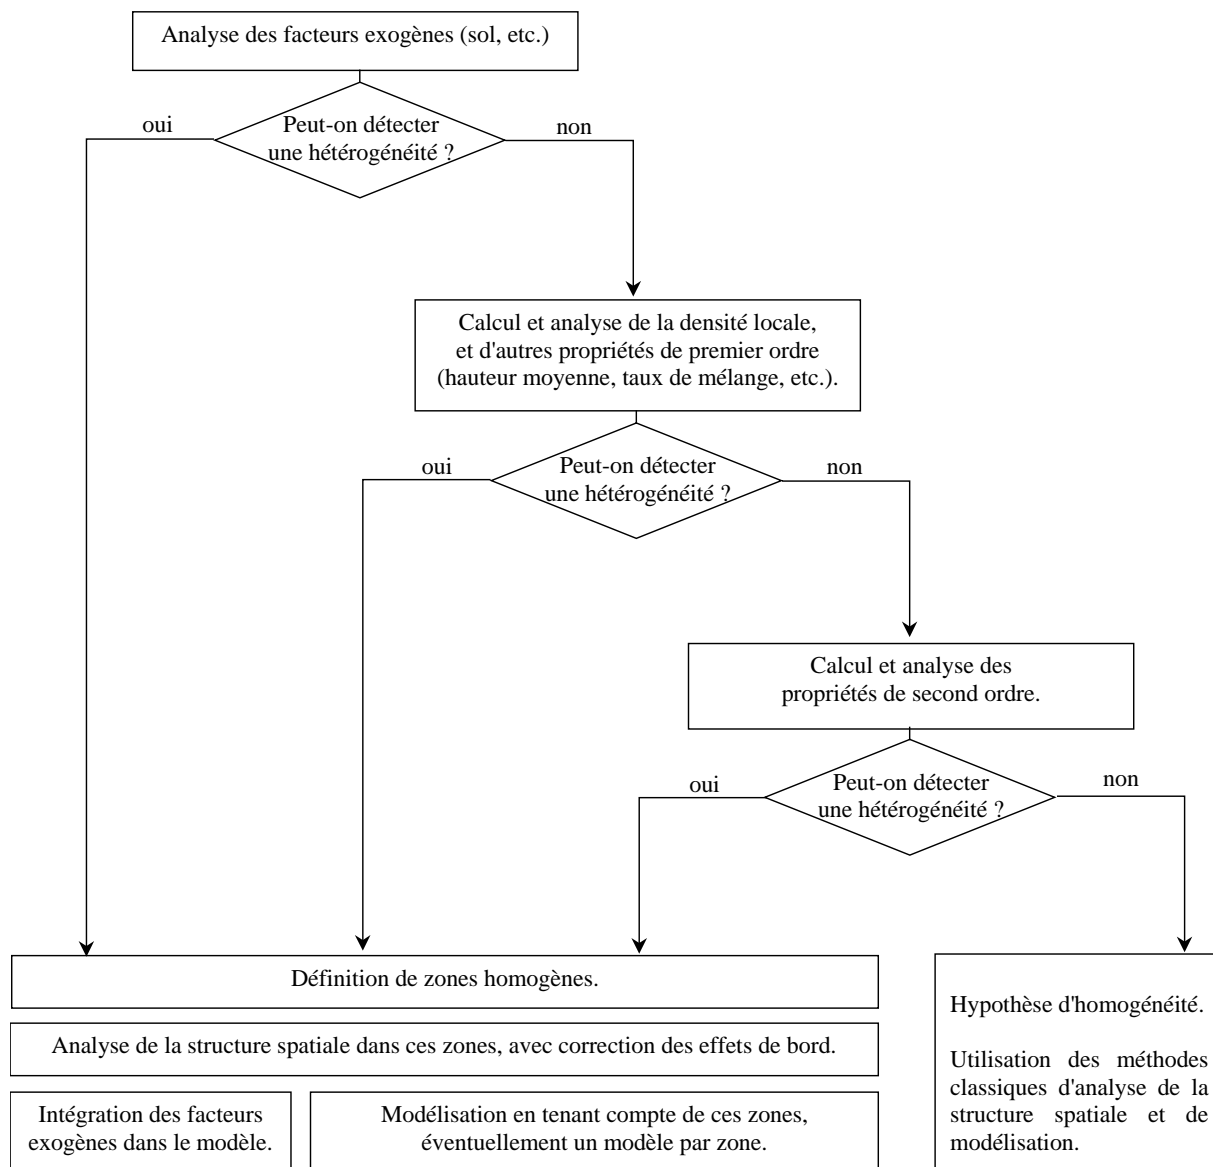 Analyse des facteurs exogènes (sol, etc.)
oui
Peut-on détecter
une hétérogénéité ?
non
Calcul et analyse de la densité locale,
et d'autres propriétés de premier ordre
(hauteur moyenne, taux de mélange, etc.).
oui
Peut-on détecter
une hétérogénéité ?
non
Calcul et analyse des
propriétés de second ordre.
oui
Peut-on détecter
une hétérogénéité ?
non
Définition de zones homogènes.
Analyse de la structure spatiale dans ces zones, avec correction des effets de bord.
Intégration des facteurs
exogènes dans le modèle.
Modélisation en tenant compte de ces zones,
éventuellement un modèle par zone.
Hypothèse d'homogénéité.
Utilisation des méthodes
classiques d'analyse de la
structure spatiale et de
modélisation.